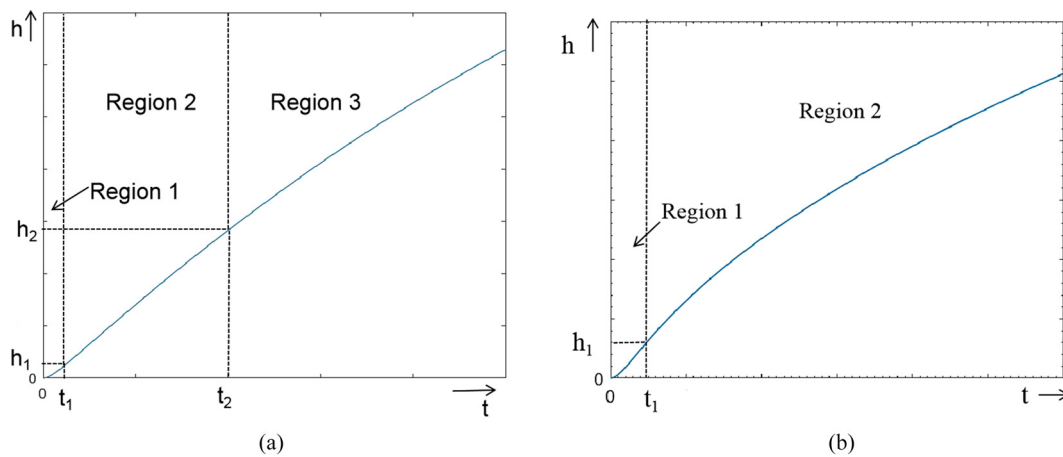 h
Region 2
Region 3
Region 1
h₂
h₁
0
0
t₁
t₂
t
(a)
h
Region 2
Region 1
h₁
0
0
t₁
t
(b)